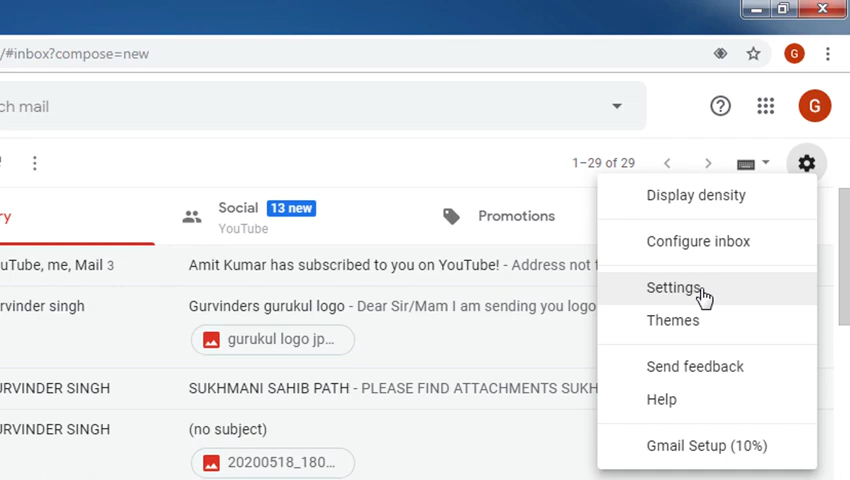 /#inbox?compose=new
G
ch mail
G
1–29 of 29
ry
Social 13 new
YouTube
Promotions
uTube, me, Mail 3
Amit Kumar has subscribed to you on YouTube! - Address not f
rvinder singh
Gurvinders gurukul logo - Dear Sir/Mam I am sending you logo
gurukul logo jp...
URVINDER SINGH
SUKHMANI SAHIB PATH - PLEASE FIND ATTACHMENTS SUKH
URVINDER SINGH
(no subject)
20200518_180...
Display density
Configure inbox
Settings
Themes
Send feedback
Help
Gmail Setup (10%)